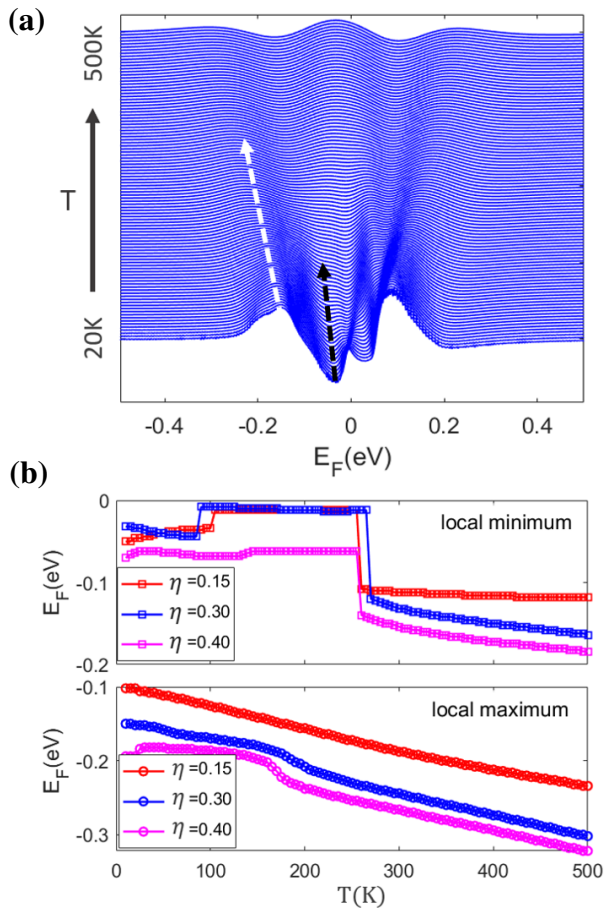 (a)
500K
T
20K
-0.4 -0.2 0 0.2 0.4
E_F(eV)
(b)
0
-0.1
-0.2
E_F(eV)
local minimum
η =0.15
η =0.30
η =0.40
-0.1
-0.2
-0.3
E_F(eV)
local maximum
η =0.15
η =0.30
η =0.40
0 100 200 300 400 500
T(K)